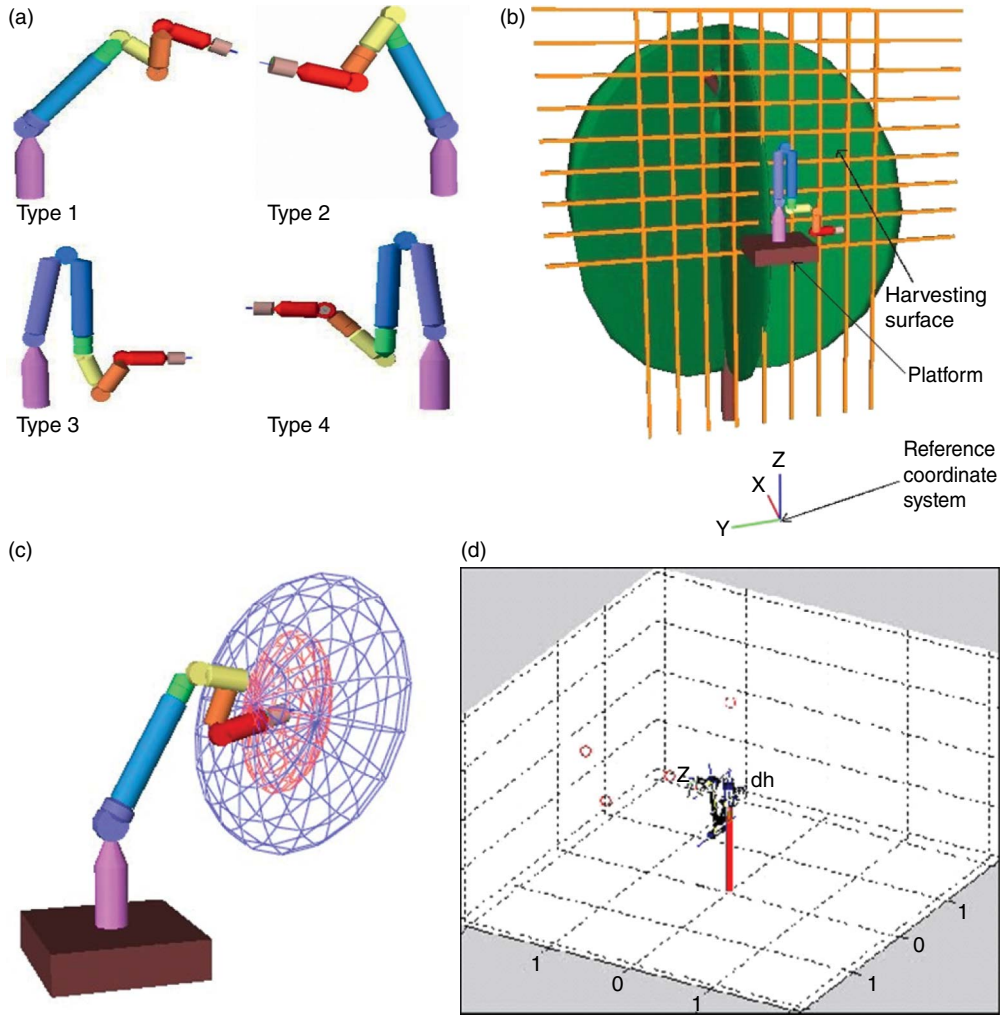 (a)
Type 1
Type 2
Type 3
Type 4
(b)
Harvesting
surface
Platform
Reference
coordinate
system
Z
X
Y
(c)
(d)
Z
dh
1
0
1
1
0
1